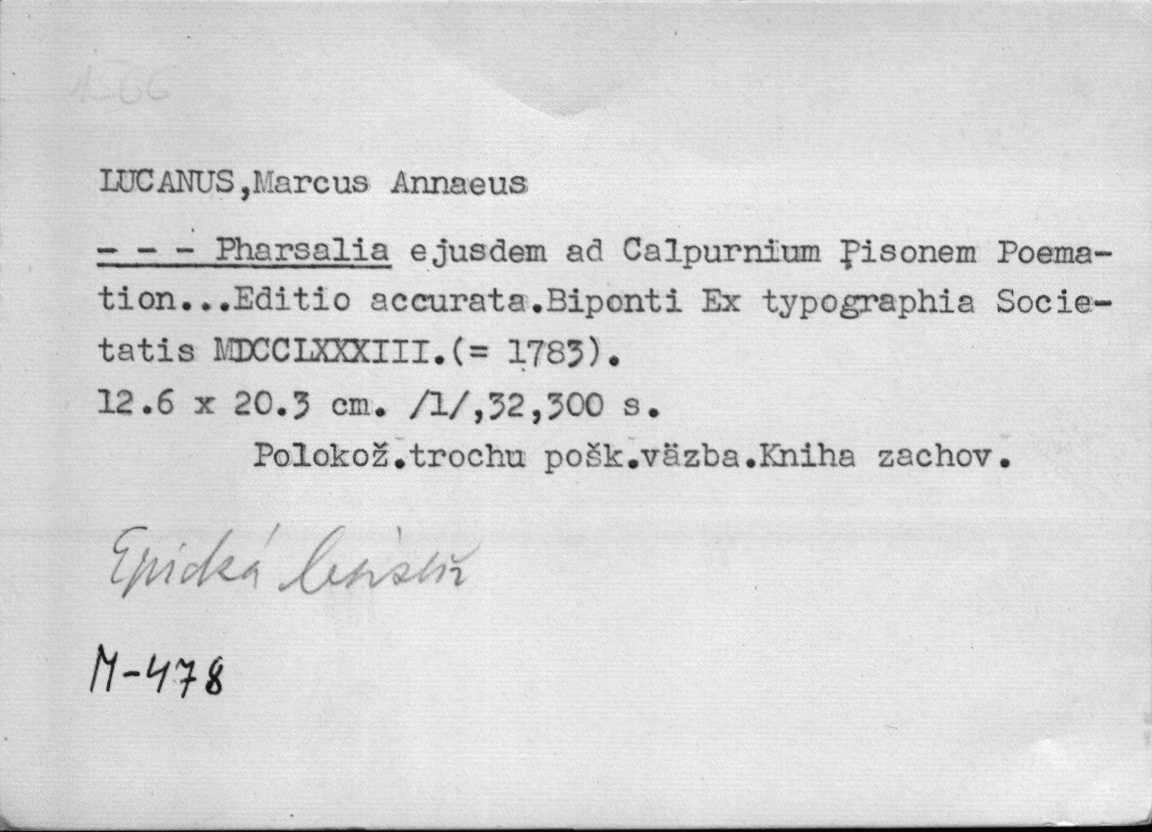 LUCANUS,Marcus Annaeus
- - - Pharsalia ejusdem ad Calpurnium Pisonem Poema-
tion...Editio accurata.Biponti Ex typographia Socie-
tatis MDCCLXXXIII.(= 1783).
12.6 x 20.3 cm. /1/,32,300 s.
Polokož.trochu pošk.väzba.Kniha zachov.
Epická
M-478